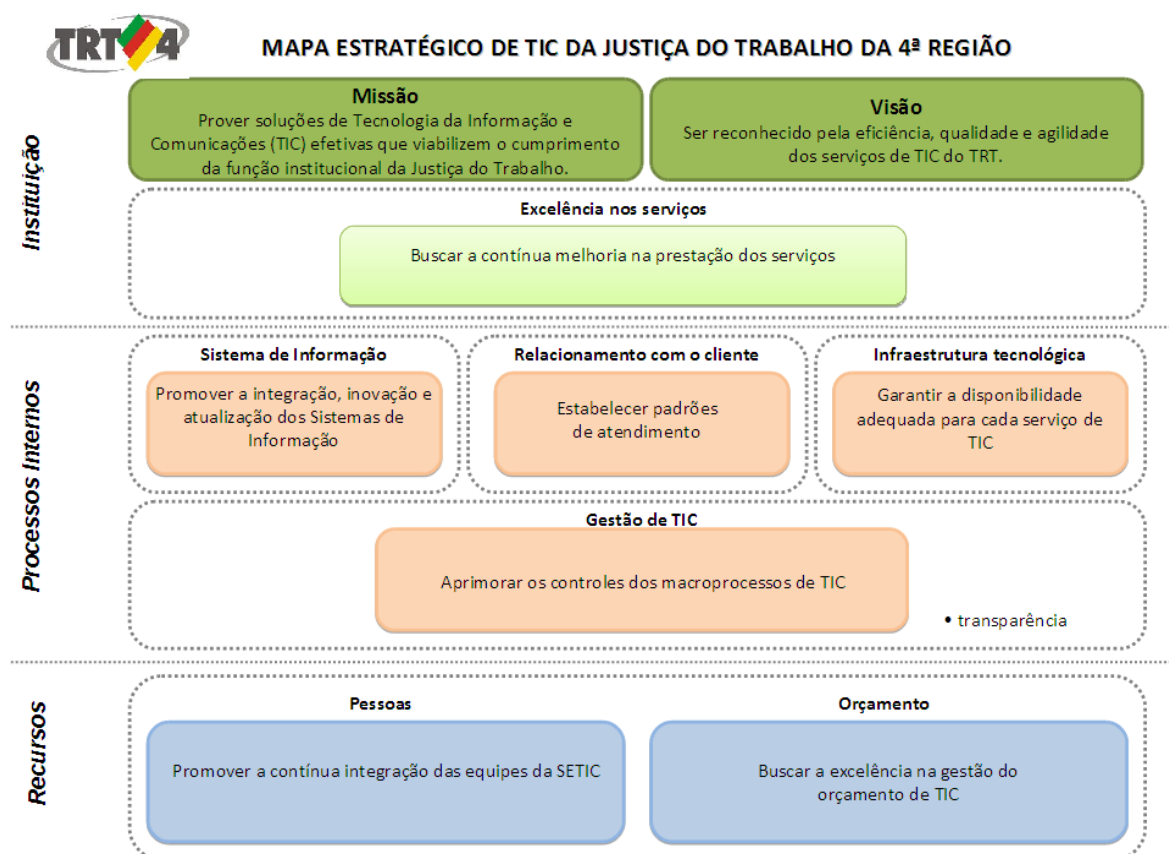 TRT 4
MAPA ESTRATÉGICO DE TIC DA JUSTIÇA DO TRABALHO DA 4ª REGIÃO
Instituição
Missão
Prover soluções de Tecnologia da Informação e
Comunicações (TIC) efetivas que viabilizem o cumprimento
da função institucional da Justiça do Trabalho.
Visão
Ser reconhecido pela eficiência, qualidade e agilidade
dos serviços de TIC do TRT.
Excelência nos serviços
Buscar a contínua melhoria na prestação dos serviços
Processos Internos
Sistema de Informação
Promover a integração, inovação e
atualização dos Sistemas de
Informação
Relacionamento com o cliente
Estabelecer padrões
de atendimento
Infraestrutura tecnológica
Garantir a disponibilidade
adequada para cada serviço de
TIC
Gestão de TIC
Aprimorar os controles dos macroprocessos de TIC
• transparência
Recursos
Pessoas
Promover a contínua integração das equipes da SETIC
Orçamento
Buscar a excelência na gestão do
orçamento de TIC